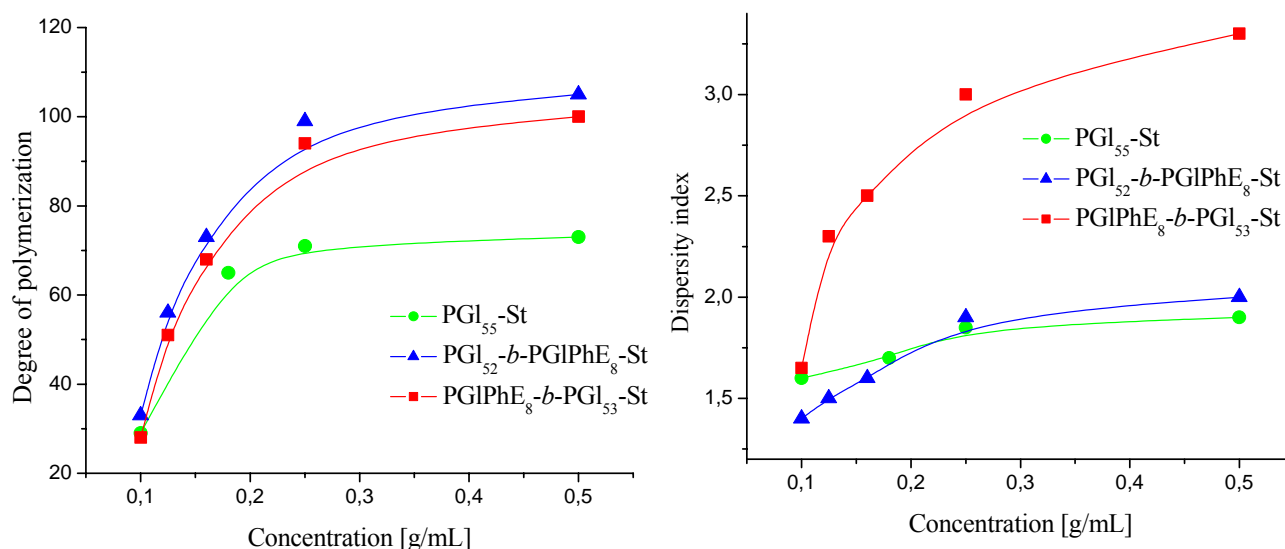 Degree of polymerization
120
100
80
60
40
20
0,1 0,2 0,3 0,4 0,5
Concentration [g/mL]
PGl₅₅-St
PGl₅₂-b-PGlPhE₈-St
PGlPhE₈-b-PGl₅₃-St
Dispersity index
3,0
2,5
2,0
1,5
0,1 0,2 0,3 0,4 0,5
Concentration [g/mL]
PGl₅₅-St
PGl₅₂-b-PGlPhE₈-St
PGlPhE₈-b-PGl₅₃-St